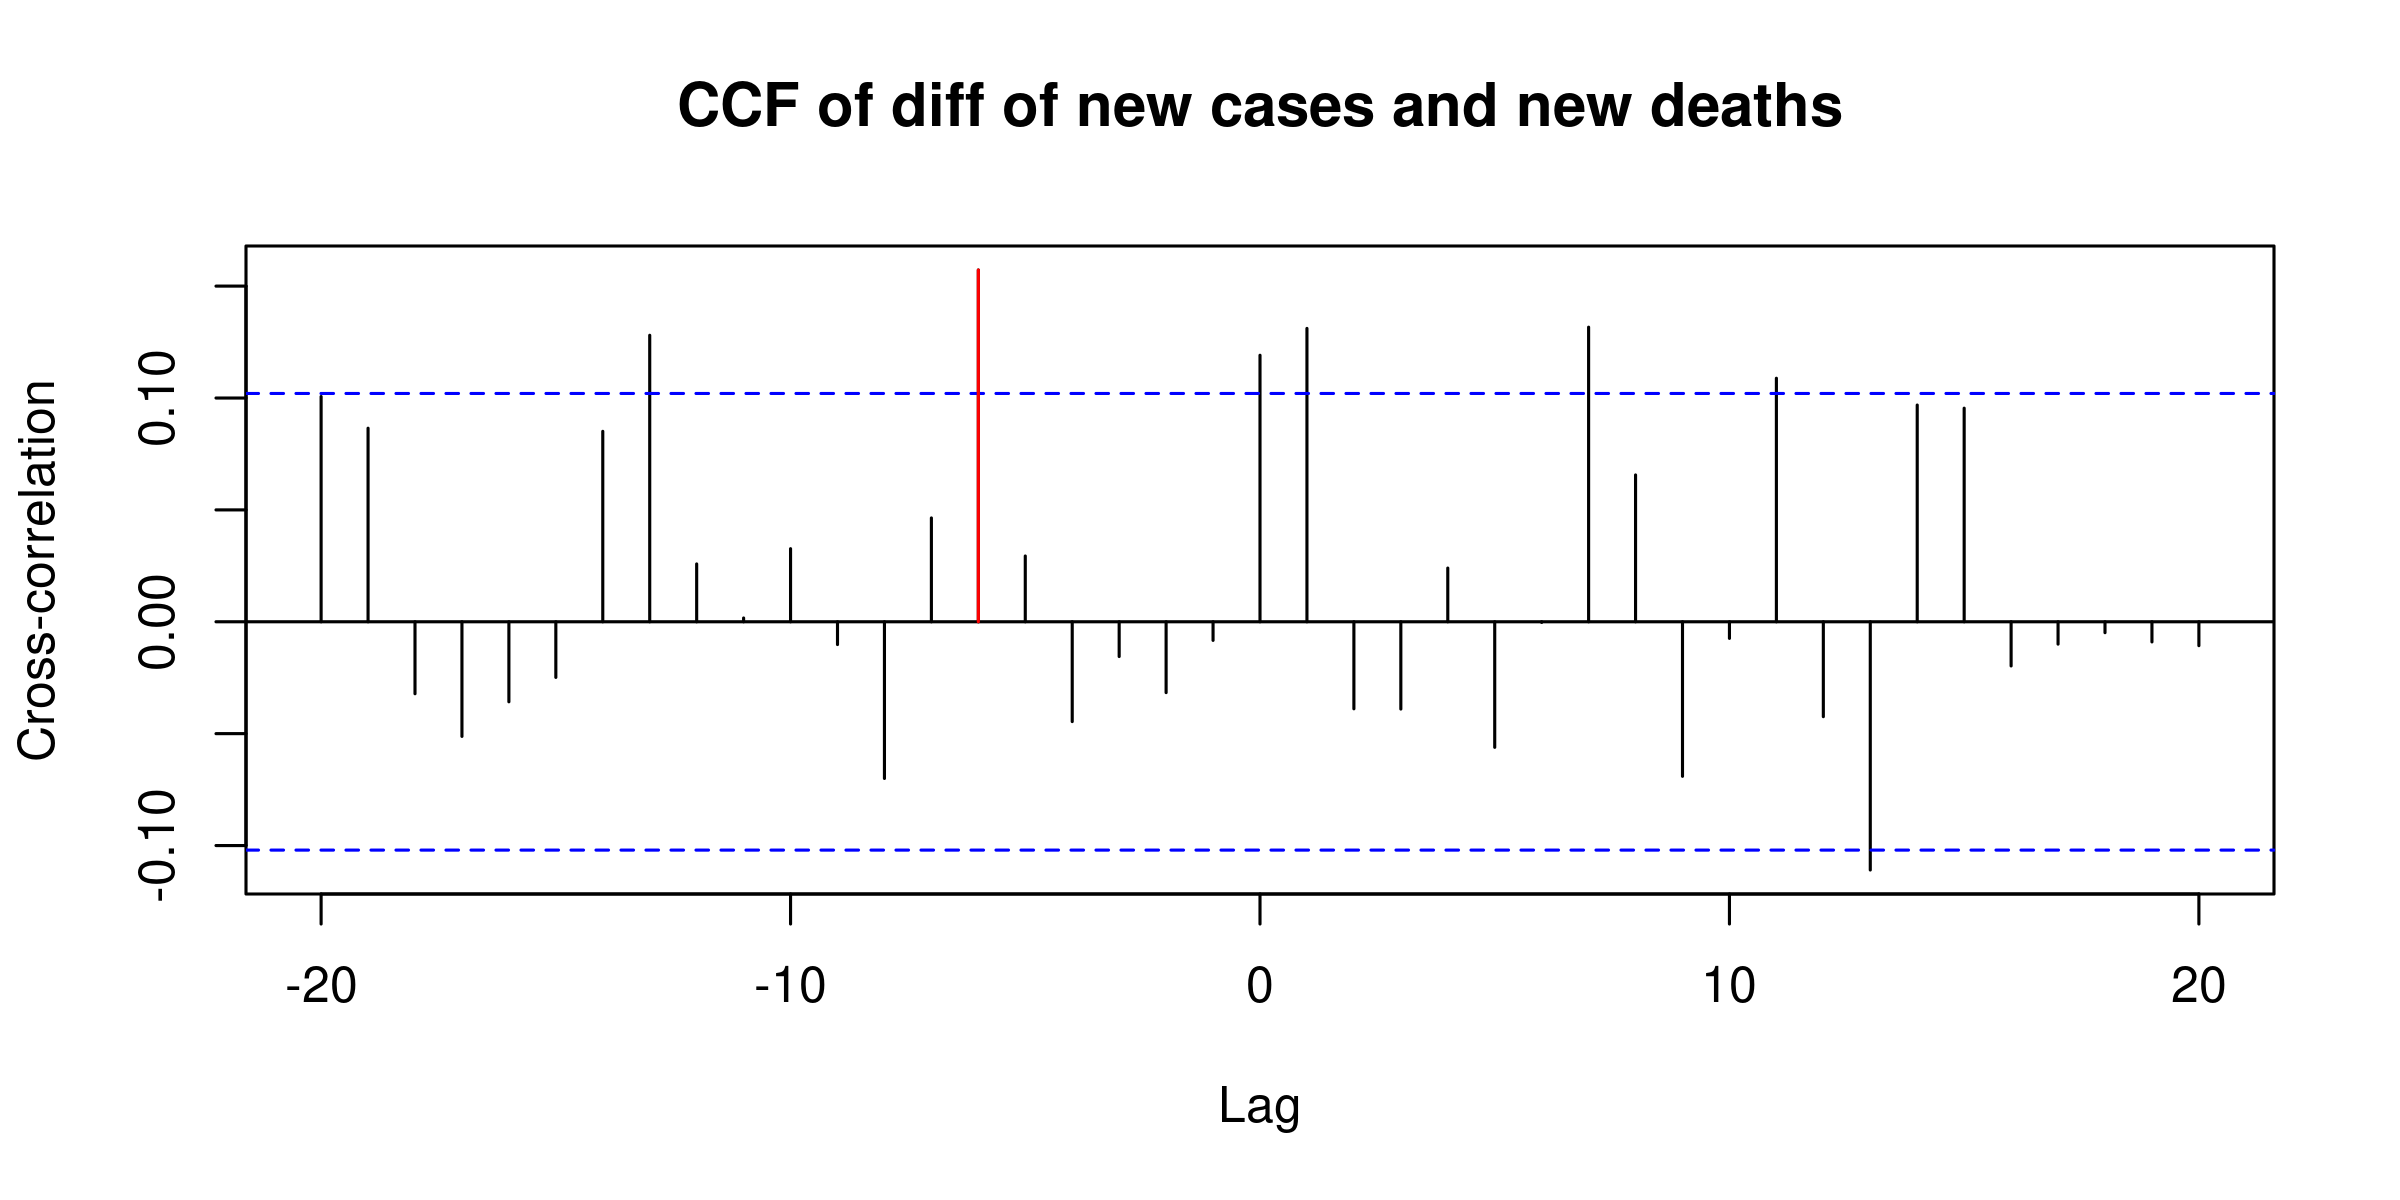 CCF of diff of new cases and new deaths
Cross-correlation
0.10
0.00
-0.10
-20
-10
0
10
20
Lag